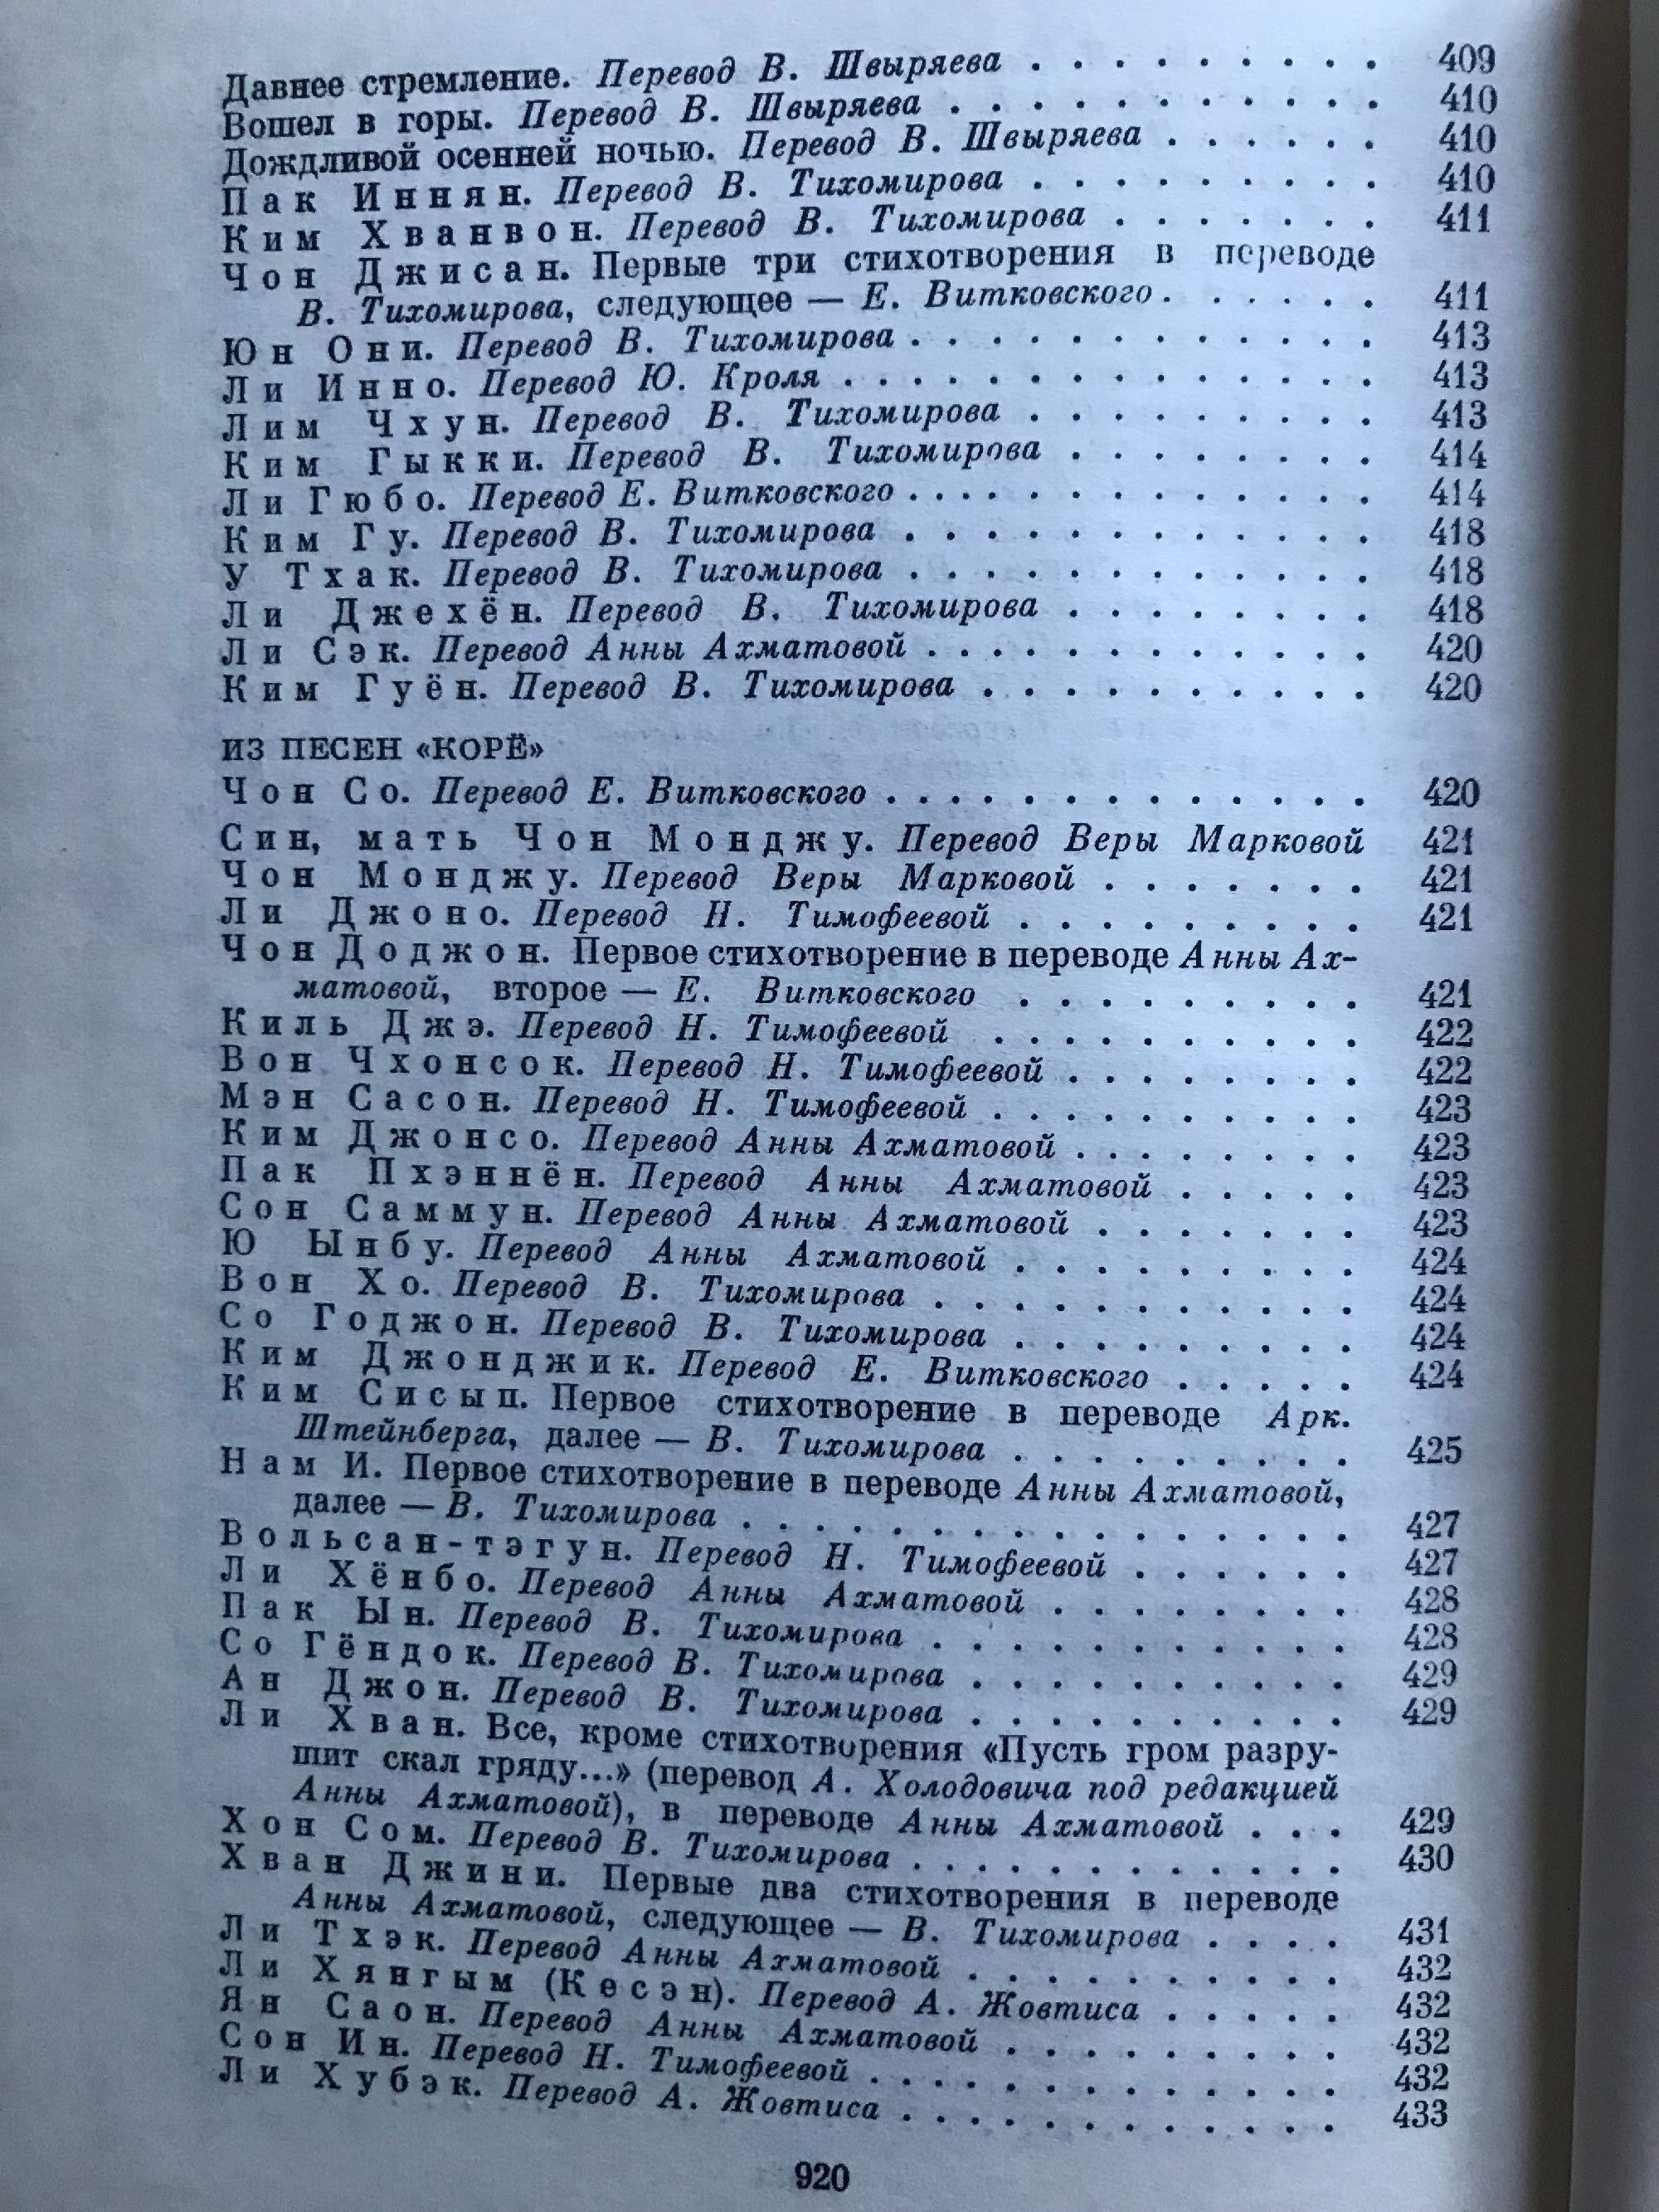 Давнее стремление. Перевод В. Швыряева . . . . . . . . . 409
Вошел в горы. Перевод В. Швыряева . . . . . . . . . . . 410
Дождливой осенней ночью. Перевод В. Швыряева . . . . . . 410
Пак Иннян. Перевод В. Тихомирова . . . . . . . . . 410
Ким Хванвон. Перевод В. Тихомирова . . . . . . . 411
Чон Джисан. Первые три стихотворения в переводе
В. Тихомирова, следующее — Е. Витковского . . . . . . 411
Юн Они. Перевод В. Тихомирова . . . . . . . . . . . . 413
Ли Инно. Перевод Ю. Кроля . . . . . . . . . . . . . . 413
Лим Чхун. Перевод В. Тихомирова . . . . . . . . . 413
Ким Гыкки. Перевод В. Тихомирова . . . . . . . . 414
Ли Гюбо. Перевод Е. Витковского . . . . . . . . . . . . . 414
Ким Гу. Перевод В. Тихомирова . . . . . . . . . . . . 418
У Тхак. Перевод В. Тихомирова . . . . . . . . . . . . 418
Ли Джехён. Перевод В. Тихомирова . . . . . . . . 418
Ли Сэк. Перевод Анны Ахматовой . . . . . . . . . . . . 420
Ким Гуён. Перевод В. Тихомирова . . . . . . . . . . 420
ИЗ ПЕСЕН «КОРЁ»
Чон Со. Перевод Е. Витковского . . . . . . . . . . . . . 420
Син, мать Чон Монджу. Перевод Веры Марковой 421
Чон Монджу. Перевод Веры Марковой . . . . . . . 421
Ли Джоно. Перевод Н. Тимофеевой . . . . . . . . . 421
Чон Доджон. Первое стихотворение в переводе Анны Ах-
матовой, второе — Е. Витковского . . . . . . . . . 421
Киль Джэ. Перевод Н. Тимофеевой . . . . . . . . . . 422
Вон Чхонсок. Перевод Н. Тимофеевой . . . . . . . . 422
Мэн Сасон. Перевод Н. Тимофеевой . . . . . . . . . . 423
Ким Джонсо. Перевод Анны Ахматовой . . . . . . . . 423
Пак Пхэннён. Перевод Анны Ахматовой . . . . . 423
Сон Саммун. Перевод Анны Ахматовой . . . . . . . 423
Ю Ынбу. Перевод Анны Ахматовой . . . . . . . . . 424
Вон Хо. Перевод В. Тихомирова . . . . . . . . . . . 424
Со Годжон. Перевод В. Тихомирова . . . . . . . . . 424
Ким Джонджик. Перевод Е. Витковского . . . . . 424
Ким Сисып. Первое стихотворение в переводе Арк.
Штейнберга, далее — В. Тихомирова . . . . . . . . . 425
Нам И. Первое стихотворение в переводе Анны Ахматовой,
далее — В. Тихомирова . . . . . . . . . . . . . . . . 427
Вольсан-тэгун. Перевод Н. Тимофеевой . . . . . . 427
Ли Хёнбо. Перевод Анны Ахматовой . . . . . . . . 428
Пак Ын. Перевод В. Тихомирова . . . . . . . . . . . 428
Со Гёндок. Перевод В. Тихомирова . . . . . . . . . . 429
Ан Джон. Перевод В. Тихомирова . . . . . . . . . . 429
Ли Хван. Все, кроме стихотворения «Пусть гром разру-
шит скал гряду...» (перевод А. Холодовича под редакцией
Анны Ахматовой), в переводе Анны Ахматовой . . . 429
Хон Сом. Перевод В. Тихомирова . . . . . . . . . . . 430
Хван Джини. Первые два стихотворения в переводе
Анны Ахматовой, следующее — В. Тихомирова . . . . 431
Ли Тхэк. Перевод Анны Ахматовой . . . . . . . . . . 432
Ли Хянгым (Кесэн). Перевод А. Жовтиса . . . . . 432
Ян Саон. Перевод Анны Ахматовой . . . . . . . . . 432
Сон Ин. Перевод Н. Тимофеевой . . . . . . . . . . . . 432
Ли Хубэк. Перевод А. Жовтиса . . . . . . . . . . . . 433
920